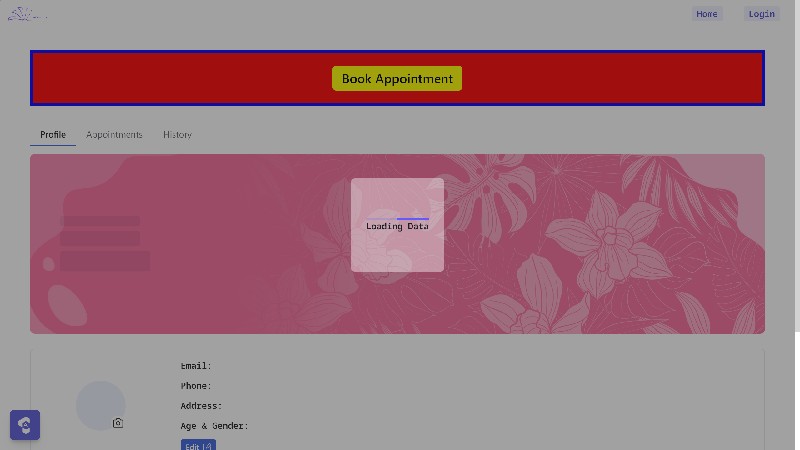 Home
Login
Book Appointment
Profile
Appointments
History
Loading Data
Email:
Phone:
Address:
Age & Gender:
Edit